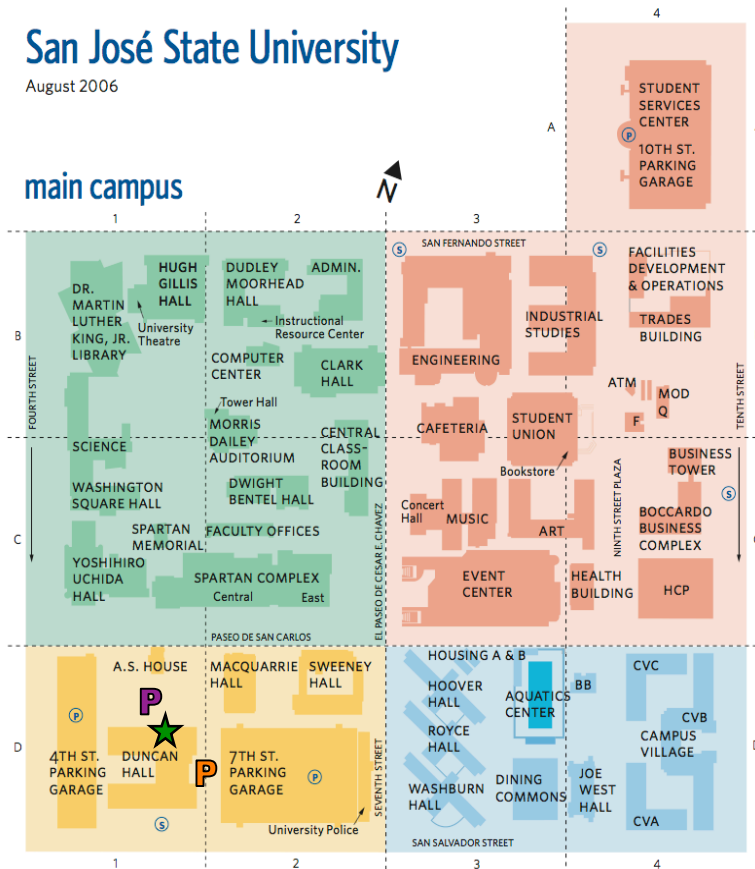 San José State University
August 2006
main campus
N
4
A
1
2
3
STUDENT
SERVICES
CENTER
P
10TH ST.
PARKING
GARAGE
SAN FERNANDO STREET
S
S
B
FOURTH STREET
DR.
MARTIN
LUTHER
KING, JR.
LIBRARY
HUGH
GILLIS
HALL
University
Theatre
DUDLEY
MOORHEAD
HALL
ADMIN.
Instructional
Resource Center
COMPUTER
CENTER
CLARK
HALL
Tower Hall
MORRIS
DAILEY
AUDITORIUM
CENTRAL
CLASS-
ROOM
BUILDING
ENGINEERING
INDUSTRIAL
STUDIES
FACILITIES
DEVELOPMENT
& OPERATIONS
TRADES
BUILDING
ATM
MOD
Q
F
TENTH STREET
CAFETERIA
STUDENT
UNION
Bookstore
C
SCIENCE
WASHINGTON
SQUARE HALL
DWIGHT
BENTEL HALL
SPARTAN
MEMORIAL
FACULTY OFFICES
YOSHIHIRO
UCHIDA
HALL
SPARTAN COMPLEX
Central
East
EL PASEO DE CESAR E. CHAVEZ
Concert
Hall
MUSIC
ART
NINTH STREET PLAZA
BUSINESS
TOWER
S
BOCCARDO
BUSINESS
COMPLEX
EVENT
CENTER
HEALTH
BUILDING
HCP
C
PASEO DE SAN CARLOS
D
A.S. HOUSE
P
P
4TH ST.
PARKING
GARAGE
DUNCAN
HALL
P
S
MACQUARRIE
HALL
SWEENEY
HALL
7TH ST.
PARKING
GARAGE
P
University Police
SEVENTH STREET
HOUSING A & B
HOOVER
HALL
ROYCE
HALL
WASHBURN
HALL
AQUATICS
CENTER
BB
DINING
COMMONS
JOE
WEST
HALL
CVC
CVB
CAMPUS
VILLAGE
CVA
D
SAN SALVADOR STREET
1
2
3
4